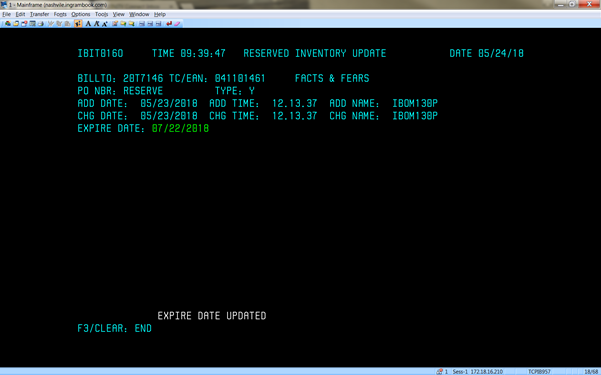 1 - Mainframe (nashvile.ingrambook.com)
File Edit Transfer Fonts Options Tools View Window Help
IBIT0160 TIME 09:39:47 RESERVED INVENTORY UPDATE DATE 05/24/18
BILLTO: 20T7146 TC/EAN: 041101461 FACTS & FEARS
PO NBR: RESERVE TYPE: Y
ADD DATE: 05/23/2018 ADD TIME: 12.13.37 ADD NAME: IBOM130P
CHG DATE: 05/23/2018 CHG TIME: 12.13.37 CHG NAME: IBOM130P
EXPIRE DATE: 07/22/2018
EXPIRE DATE UPDATED
F3/CLEAR: END
1 Sess-1 172.18.16.210 TCPIB957 18/68